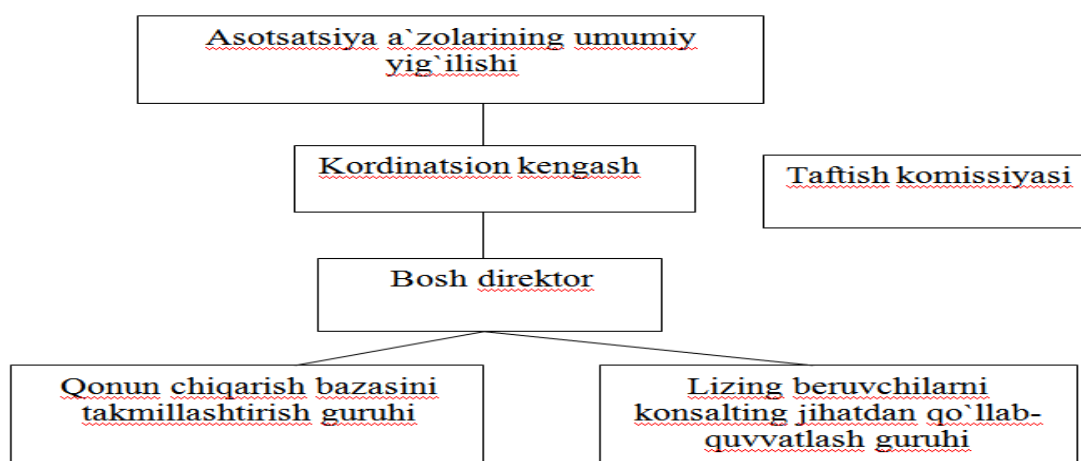 Asotsatsiya a`zolarining umumiy
yig`ilishi
Kordinatsion kengash
Taftish komissiyasi
Bosh direktor
Qonun chiqarish bazasini
takmillashtirish guruhi
Lizing beruvchilarni
konsalting jihatdan qo`llab-
quvvatlash guruhi